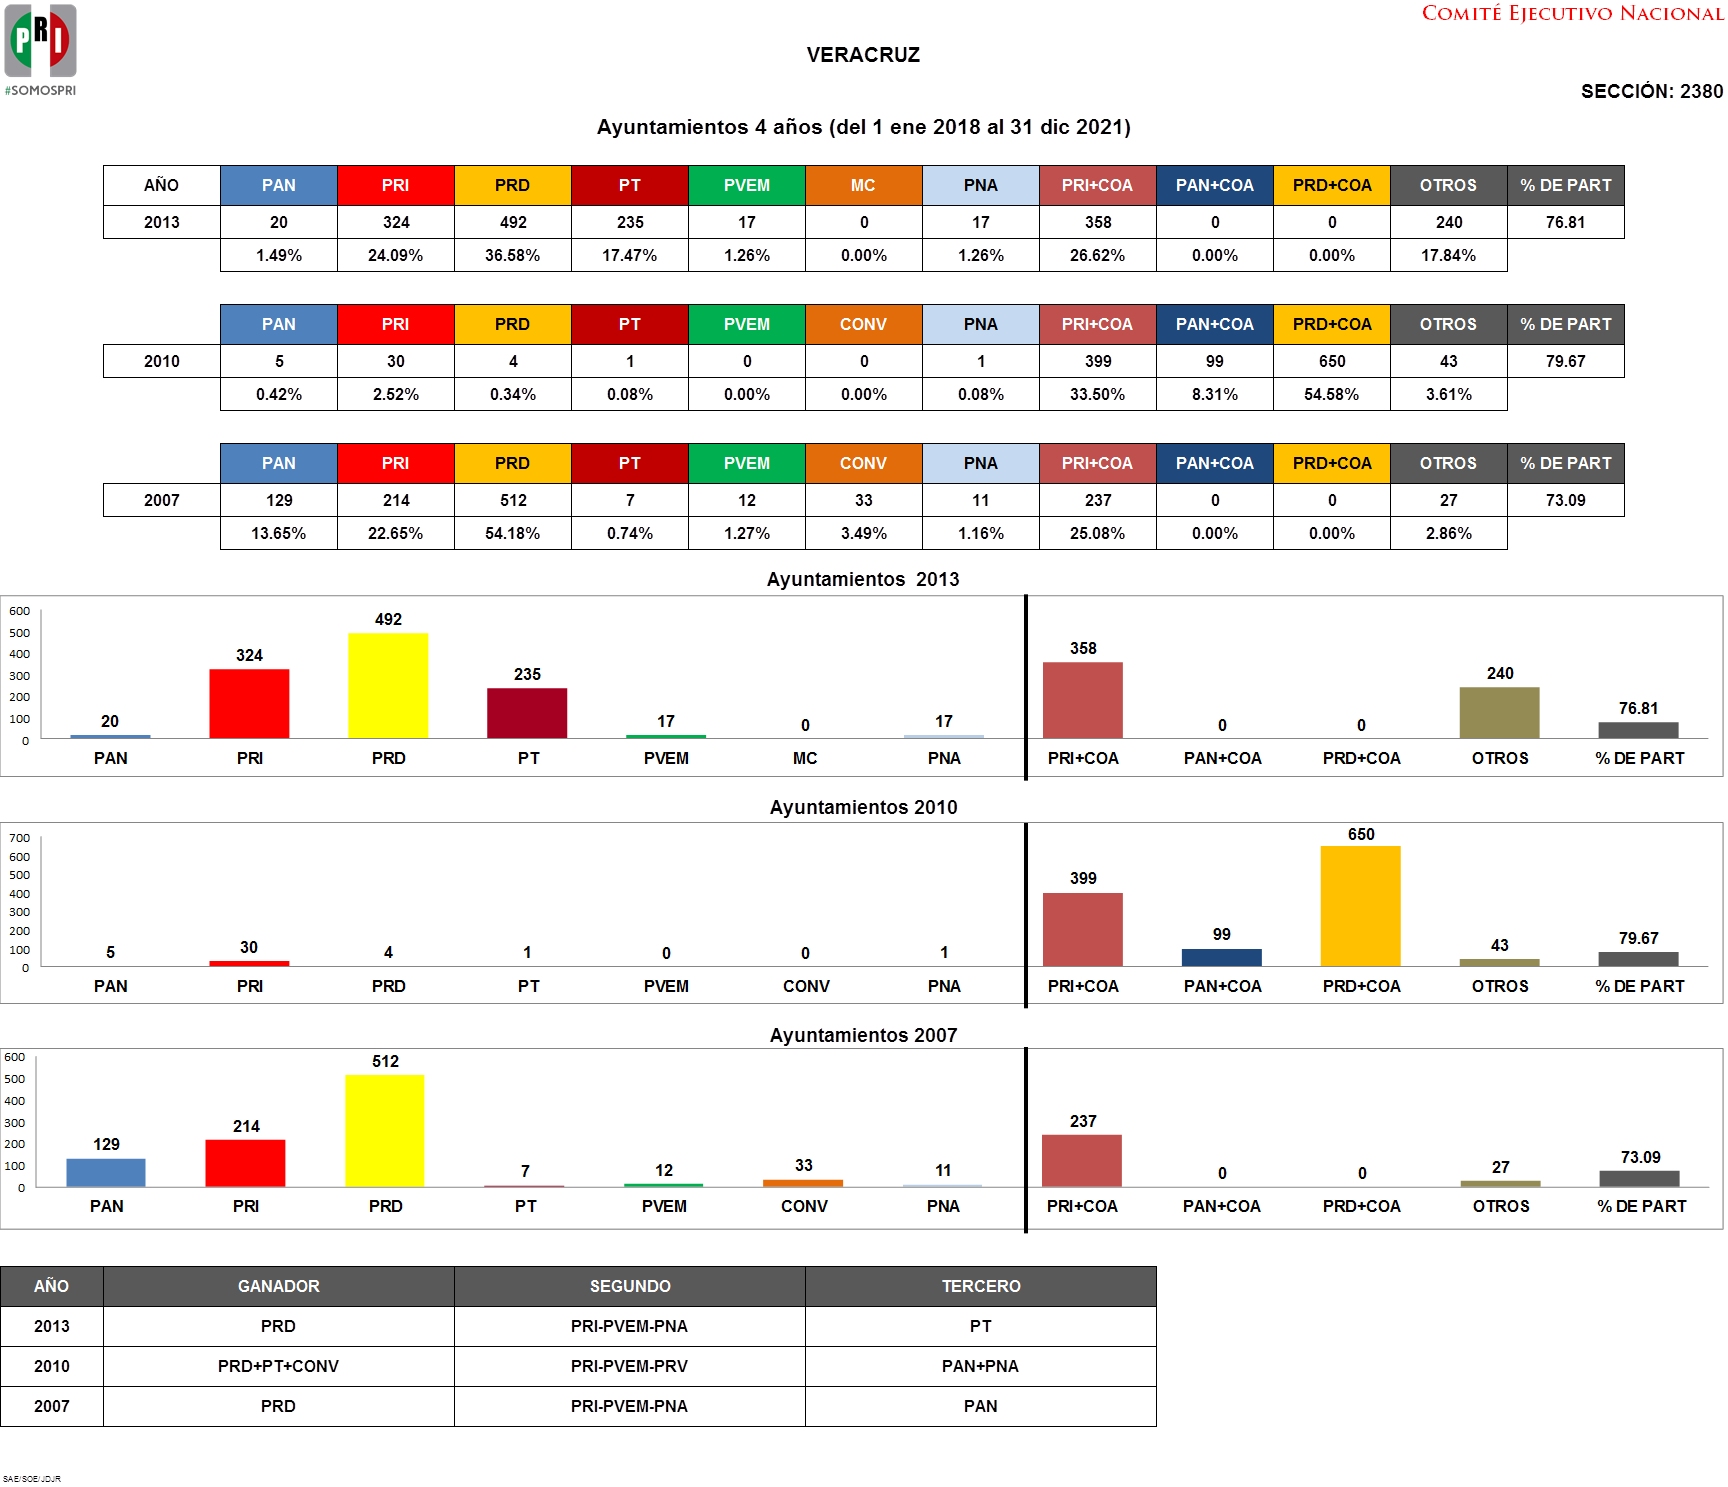 PRI
#SOMOSPRI
COMITÉ EJECUTIVO NACIONAL
VERACRUZ
SECCIÓN: 2380
Ayuntamientos 4 años (del 1 ene 2018 al 31 dic 2021)
AÑO PAN PRI PRD PT PVEM MC PNA PRI+COA PAN+COA PRD+COA OTROS % DE PART
2013 20 324 492 235 17 0 17 358 0 0 240 76.81
1.49% 24.09% 36.58% 17.47% 1.26% 0.00% 1.26% 26.62% 0.00% 0.00% 17.84%
PAN PRI PRD PT PVEM CONV PNA PRI+COA PAN+COA PRD+COA OTROS % DE PART
2010 5 30 4 1 0 0 1 399 99 650 43 79.67
0.42% 2.52% 0.34% 0.08% 0.00% 0.00% 0.08% 33.50% 8.31% 54.58% 3.61%
PAN PRI PRD PT PVEM CONV PNA PRI+COA PAN+COA PRD+COA OTROS % DE PART
2007 129 214 512 7 12 33 11 237 0 0 27 73.09
13.65% 22.65% 54.18% 0.74% 1.27% 3.49% 1.16% 25.08% 0.00% 0.00% 2.86%
Ayuntamientos 2013
600
500
400
300
200
100
0
20 324 492 235 17 0 17 358 0 0 240 76.81
PAN PRI PRD PT PVEM MC PNA PRI+COA PAN+COA PRD+COA OTROS % DE PART
Ayuntamientos 2010
700
600
500
400
300
200
100
0
5 30 4 1 0 0 1 399 99 650 43 79.67
PAN PRI PRD PT PVEM CONV PNA PRI+COA PAN+COA PRD+COA OTROS % DE PART
Ayuntamientos 2007
600
500
400
300
200
100
0
129 214 512 7 12 33 11 237 0 0 27 73.09
PAN PRI PRD PT PVEM CONV PNA PRI+COA PAN+COA PRD+COA OTROS % DE PART
AÑO GANADOR SEGUNDO TERCERO
2013 PRD PRI-PVEM-PNA PT
2010 PRD+PT+CONV PRI-PVEM-PRV PAN+PNA
2007 PRD PRI-PVEM-PNA PAN
SAE/SOE/JDJR